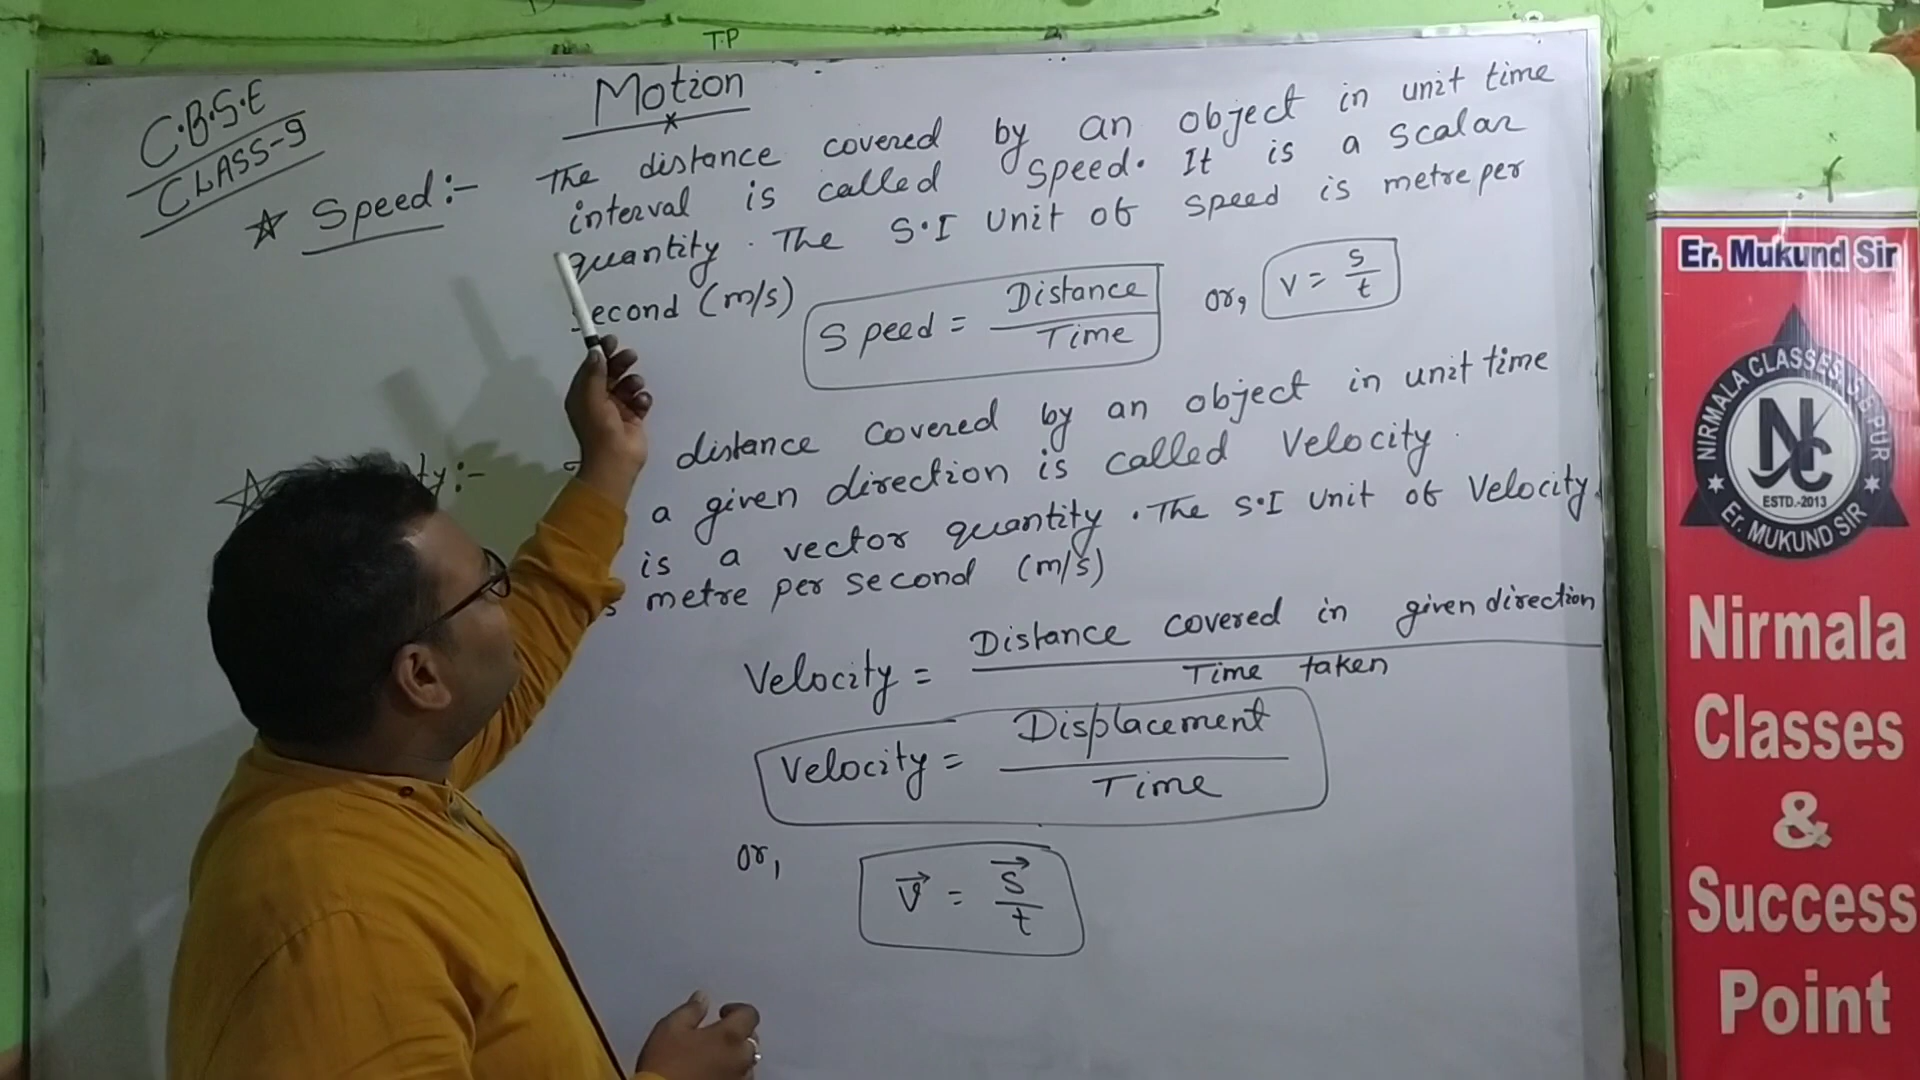 T.P
Motion
C.B.S.E
CLASS-9
Speed:-
The distance covered by an object in unit time
interval is called speed. It is a scalar
quantity. The S.I Unit of speed is metre per
second (m/s)
Speed = Distance / Time or, v = s / t
ty:-
distance covered by an object in unit time
a given direction is called Velocity.
is a vector quantity. The S.I Unit of Velocity
s metre per second (m/s)
Velocity = Distance covered in given direction / Time taken
Velocity = Displacement / Time
or, v⃗ = s⃗ / t
Er. Mukund Sir
NIRMALA CLASSES, S.E.PUR
NC
ESTD.-2013
Er. MUKUND SIR
Nirmala
Classes
&
Success
Point